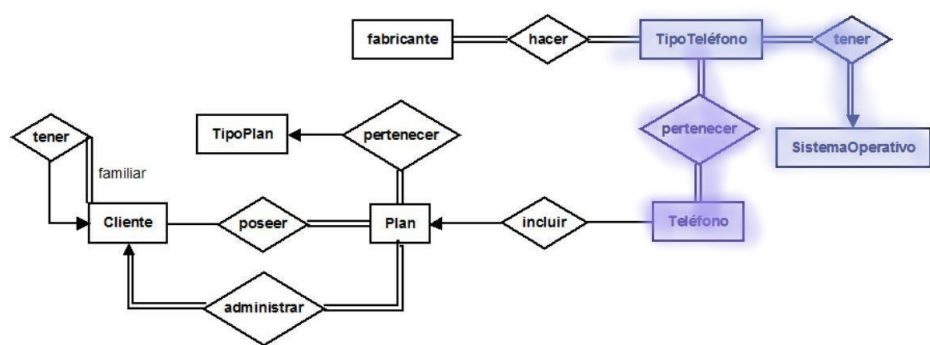 fabricante
hacer
TipoTeléfono
tener
tener
TipoPlan
pertenecer
pertenecer
SistemaOperativo
familiar
Cliente
poseer
Plan
incluir
Teléfono
administrar